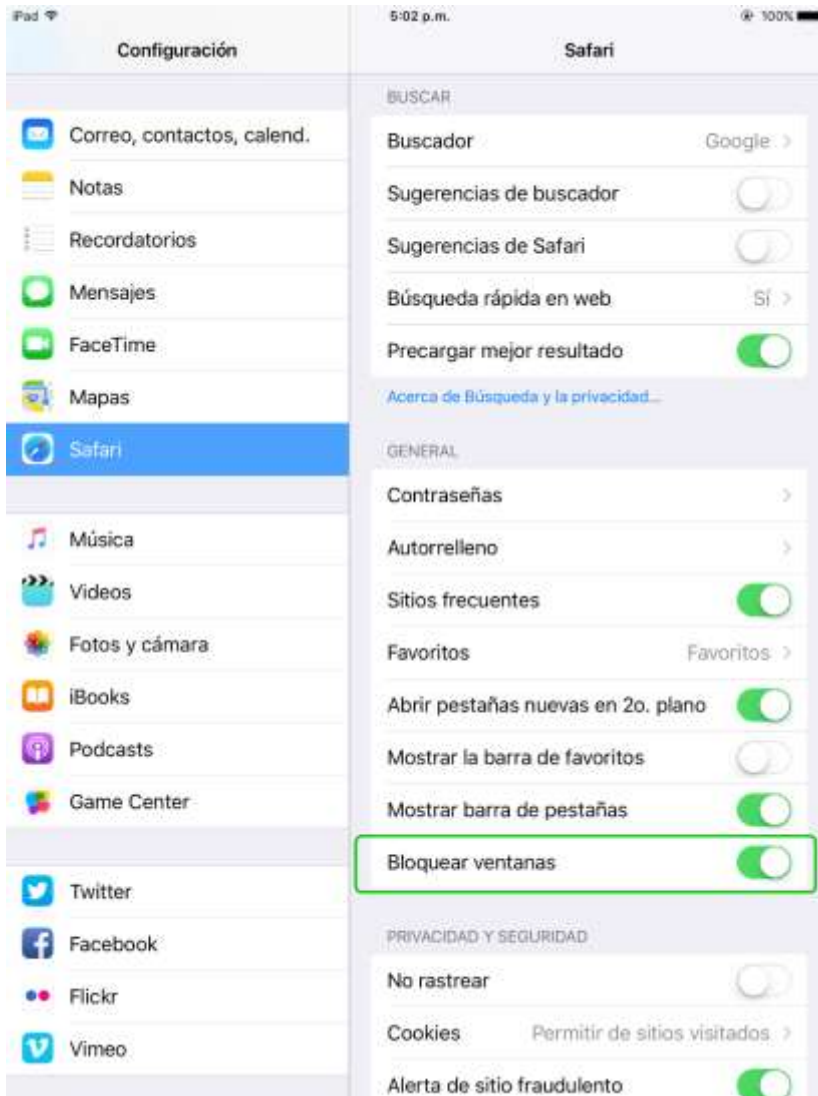 iPad
5:02 p.m.
100%
Configuración
Correo, contactos, calend.
Notas
Recordatorios
Mensajes
FaceTime
Mapas
Safari
Música
Videos
Fotos y cámara
iBooks
Podcasts
Game Center
Twitter
Facebook
Flickr
Vimeo
Safari
BUSCAR
Buscador Google
Sugerencias de buscador
Sugerencias de Safari
Búsqueda rápida en web Sí
Precargar mejor resultado
Acerca de Búsqueda y la privacidad...
GENERAL
Contraseñas
Autorrelleno
Sitios frecuentes
Favoritos Favoritos
Abrir pestañas nuevas en 2o. plano
Mostrar la barra de favoritos
Mostrar barra de pestañas
Bloquear ventanas
PRIVACIDAD Y SEGURIDAD
No rastrear
Cookies Permitir de sitios visitados
Alerta de sitio fraudulento